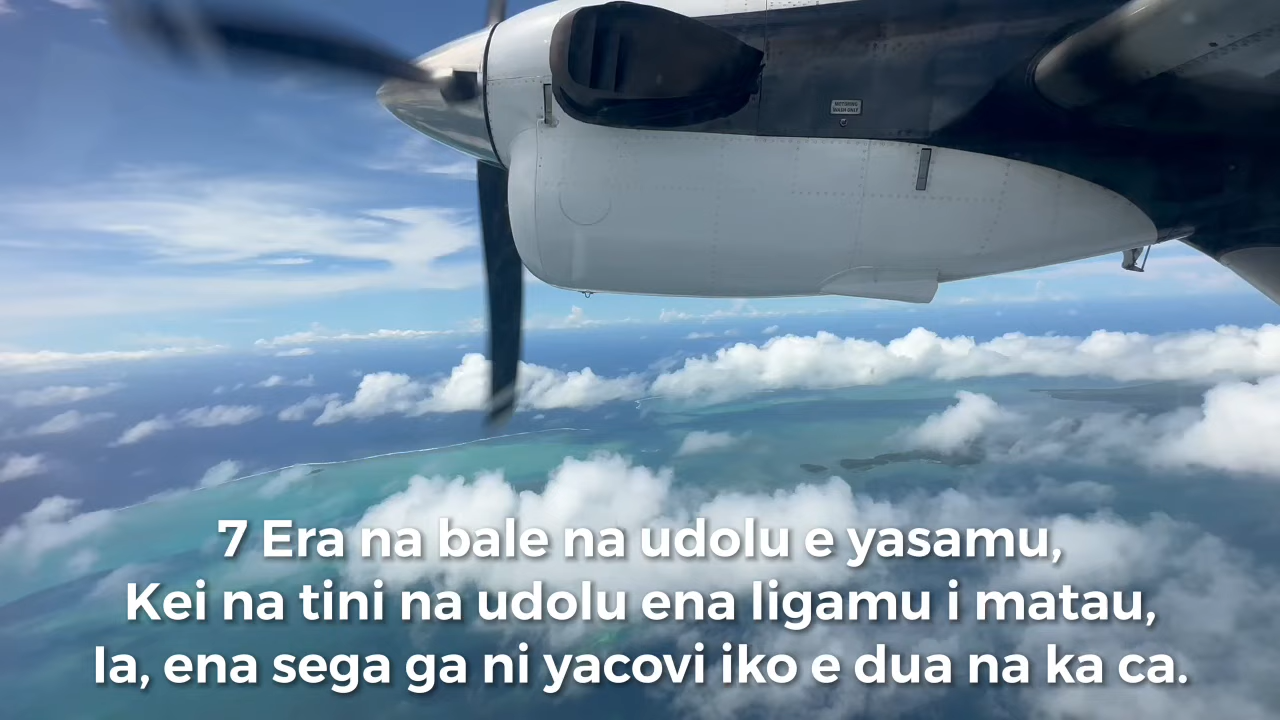 7 Era na bale na udolu e yasamu,
Kei na tini na udolu ena ligamu i matau,
Ia, ena sega ga ni yacovi iko e dua na ka ca.